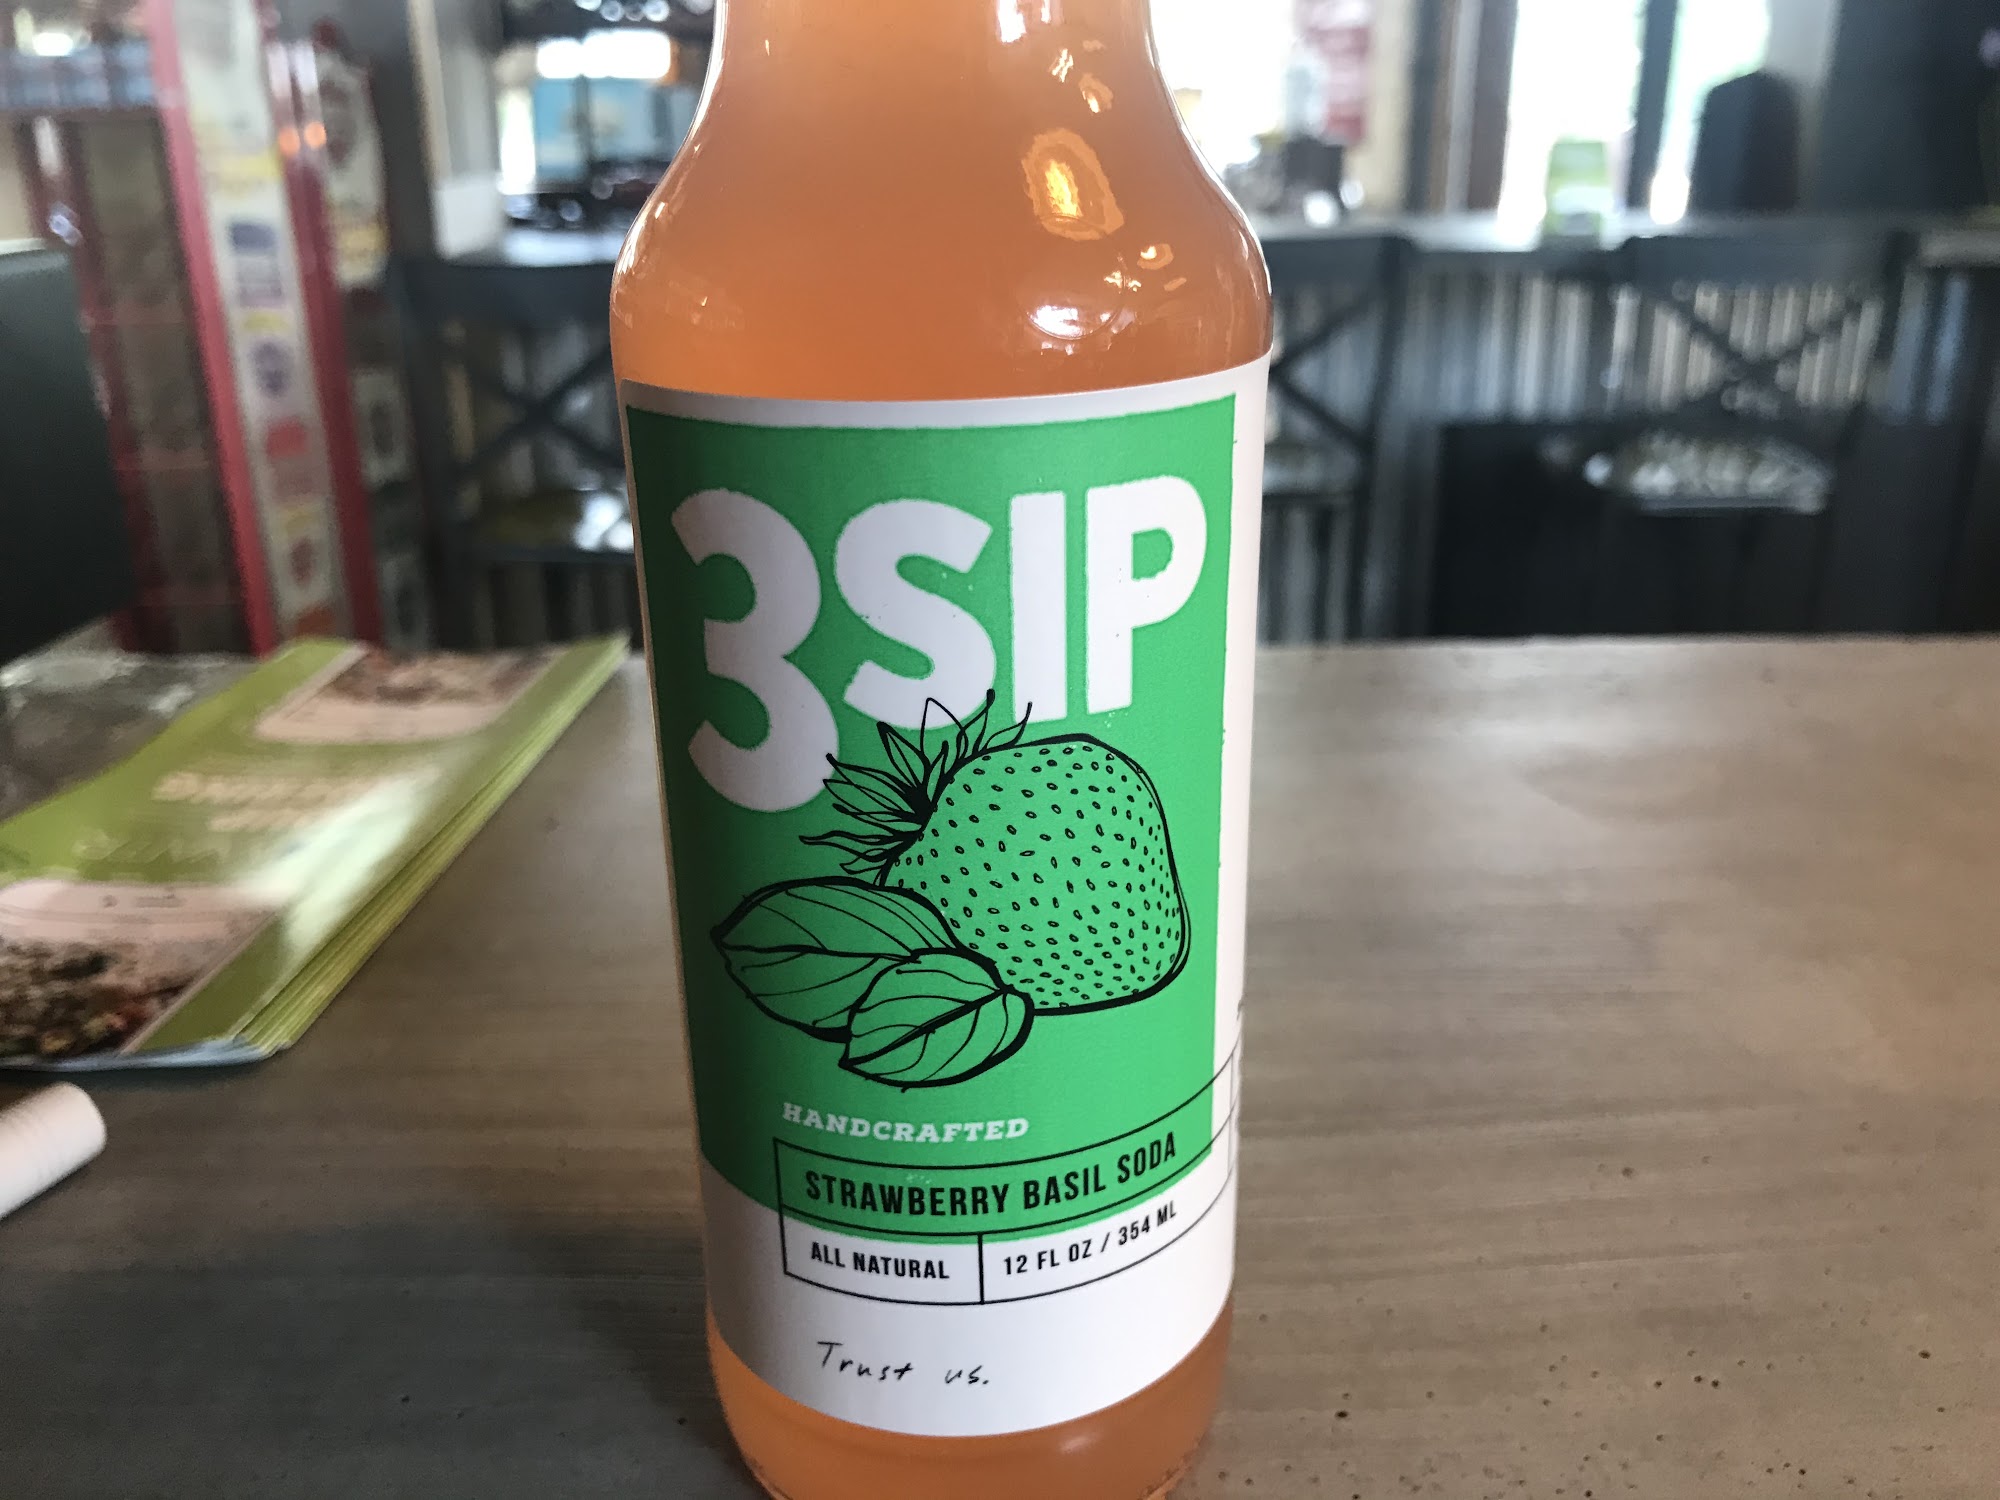 3SIP
HANDCRAFTED
STRAWBERRY BASIL SODA
ALL NATURAL
12 FL OZ / 354 ML
Trust us.